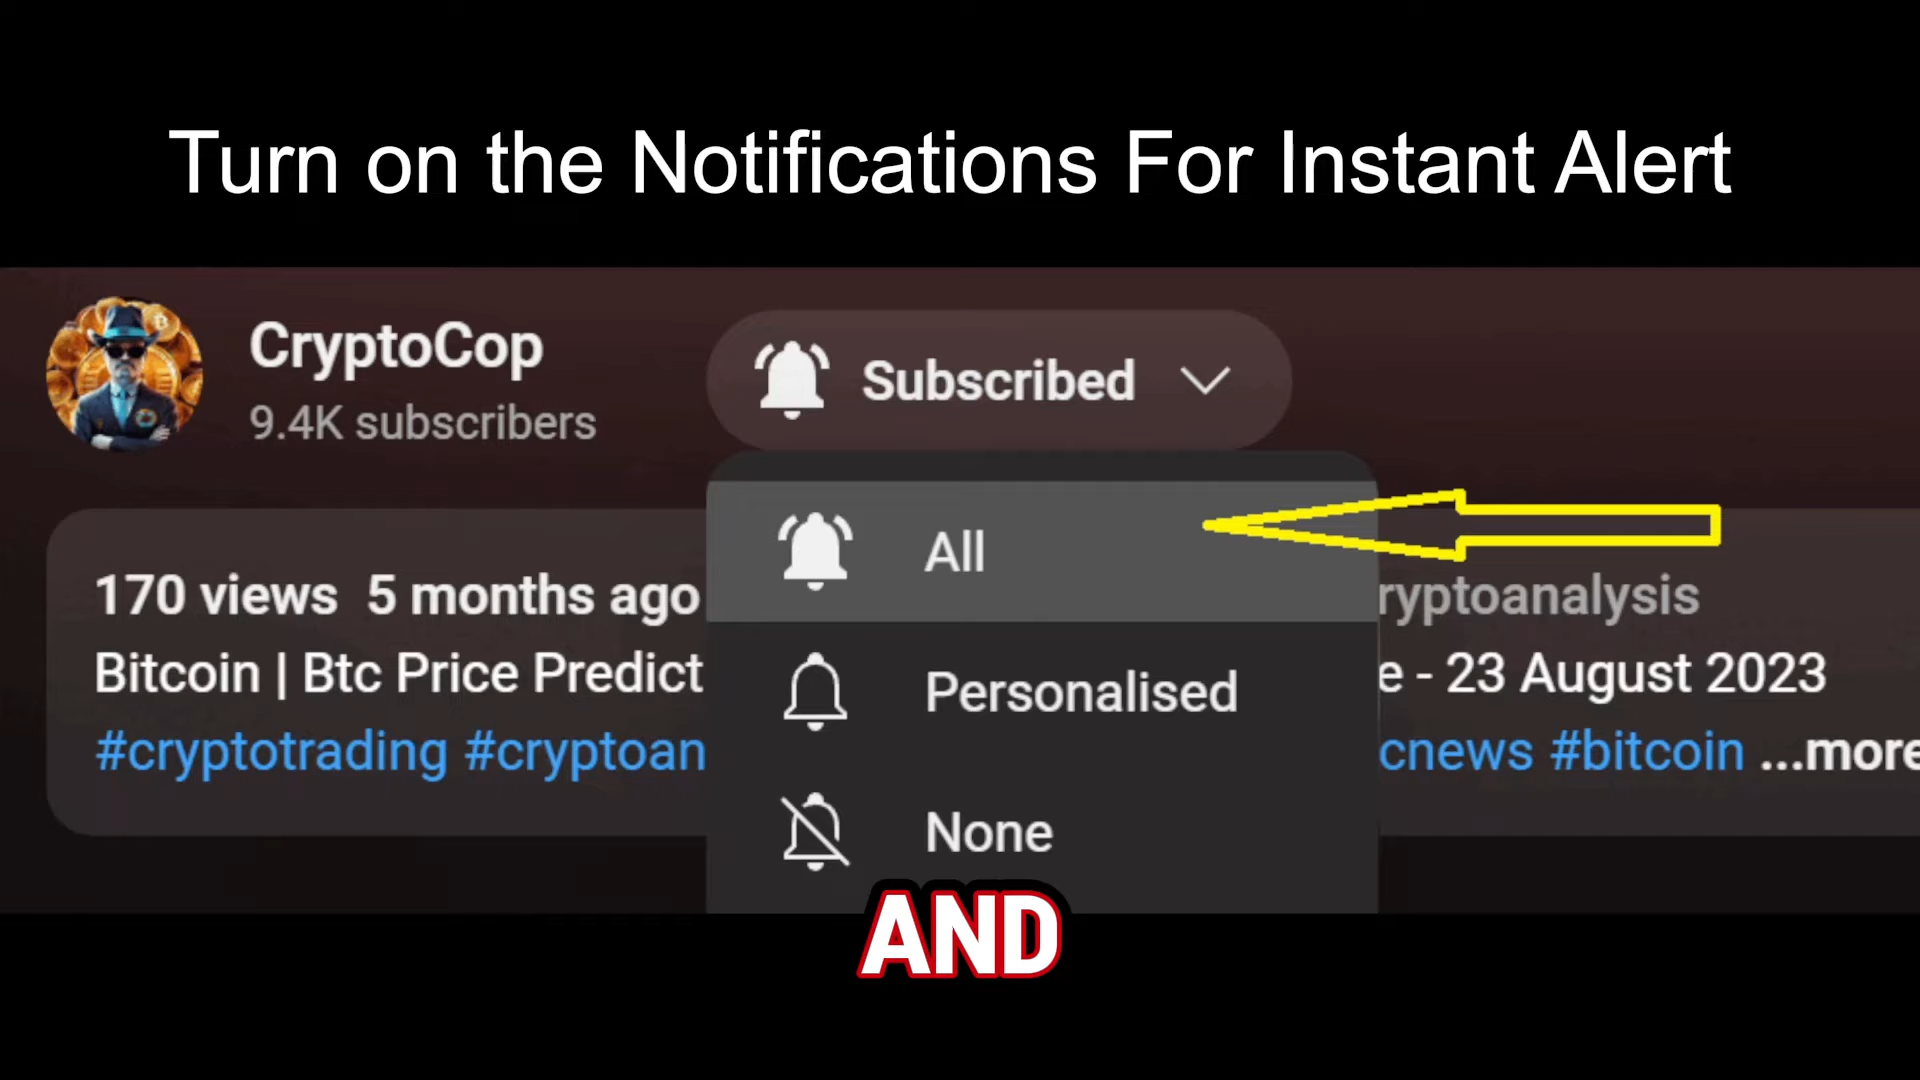 Turn on the Notifications For Instant Alert
CryptoCop
9.4K subscribers
Subscribed
All
Personalised
None
170 views 5 months ago
ryptoanalysis
Bitcoin | Btc Price Predict
e - 23 August 2023
#cryptotrading #cryptoan
cnews #bitcoin ...more
AND